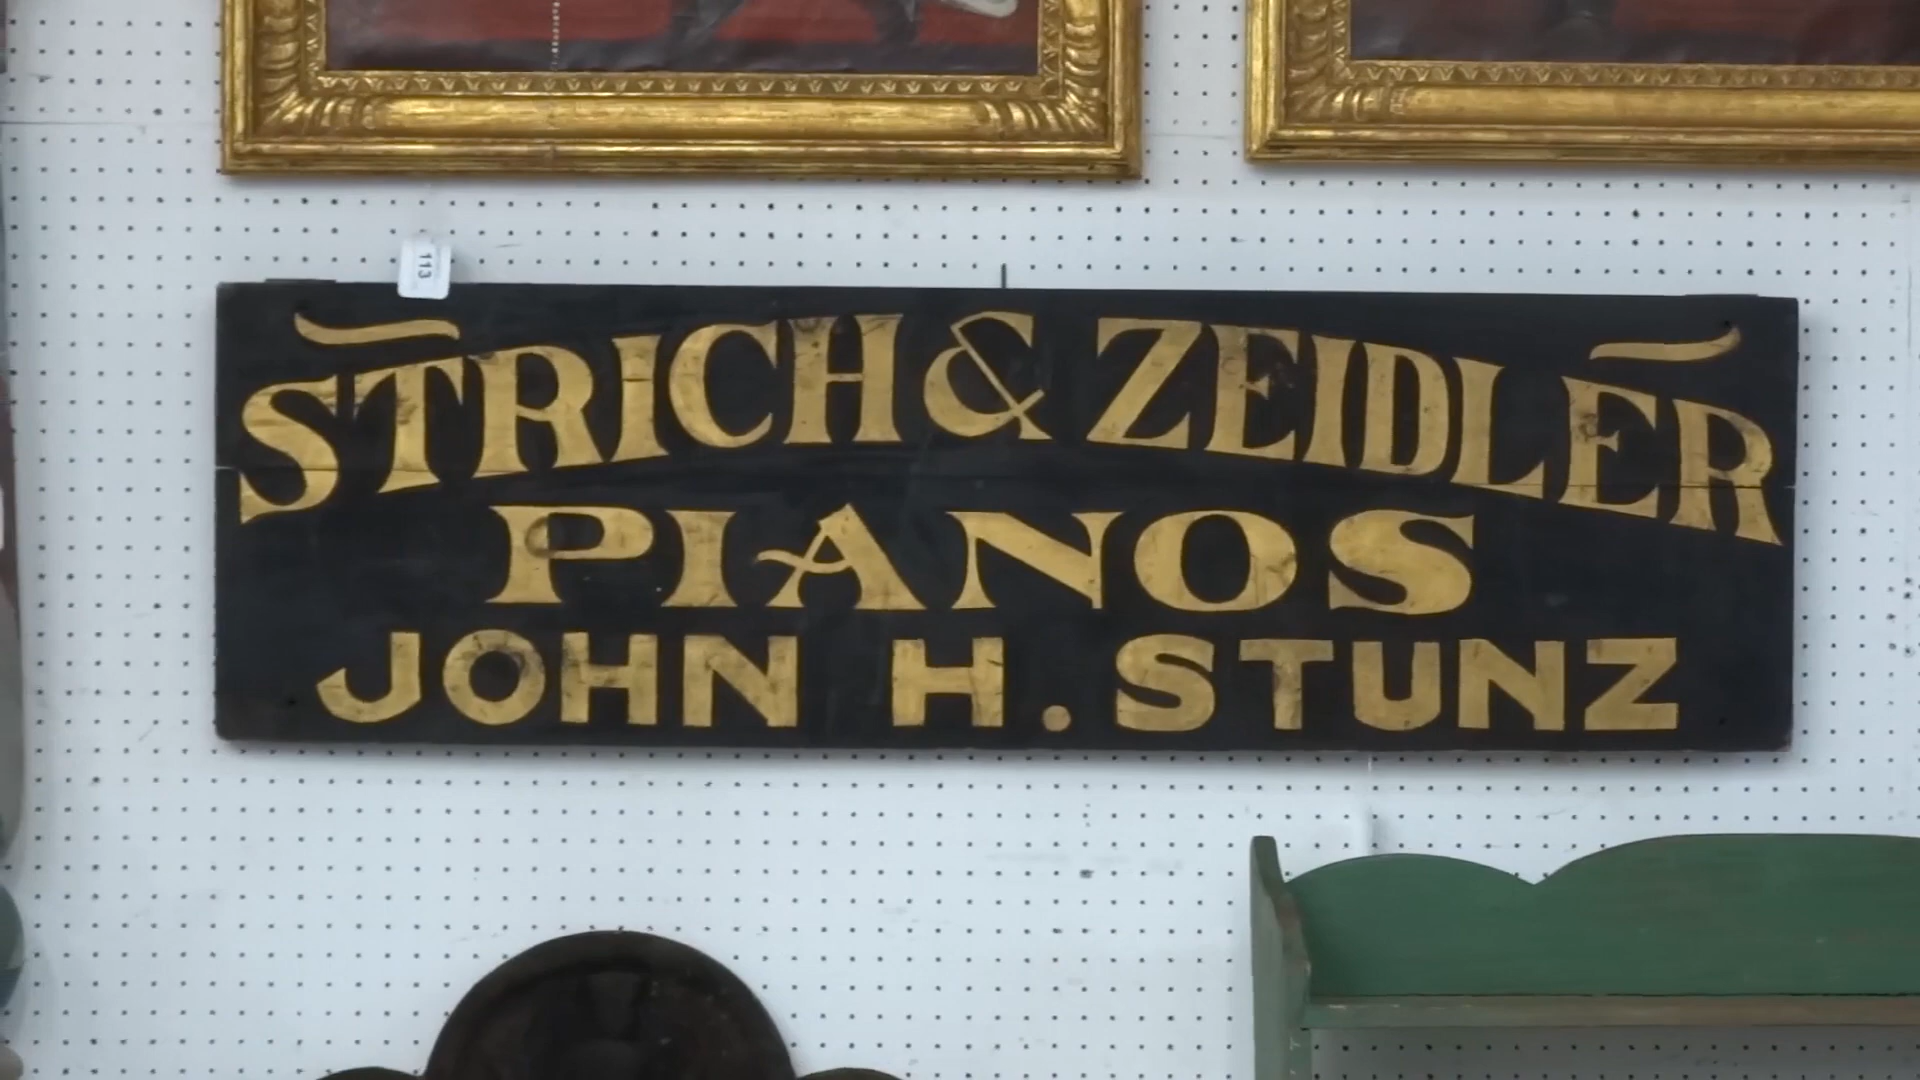 113
STRICH & ZEIDLER
PIANOS
JOHN H. STUNZ